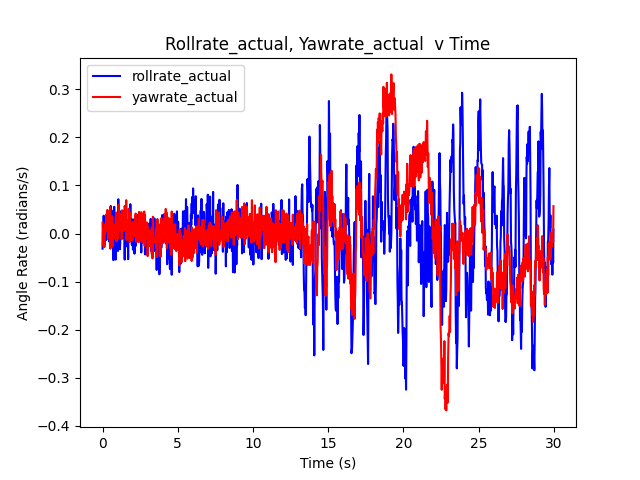 Rollrate_actual, Yawrate_actual  v Time
rollrate_actual
yawrate_actual
Angle Rate (radians/s)
0.3
0.2
0.1
0.0
−0.1
−0.2
−0.3
−0.4
0 5 10 15 20 25 30
Time (s)